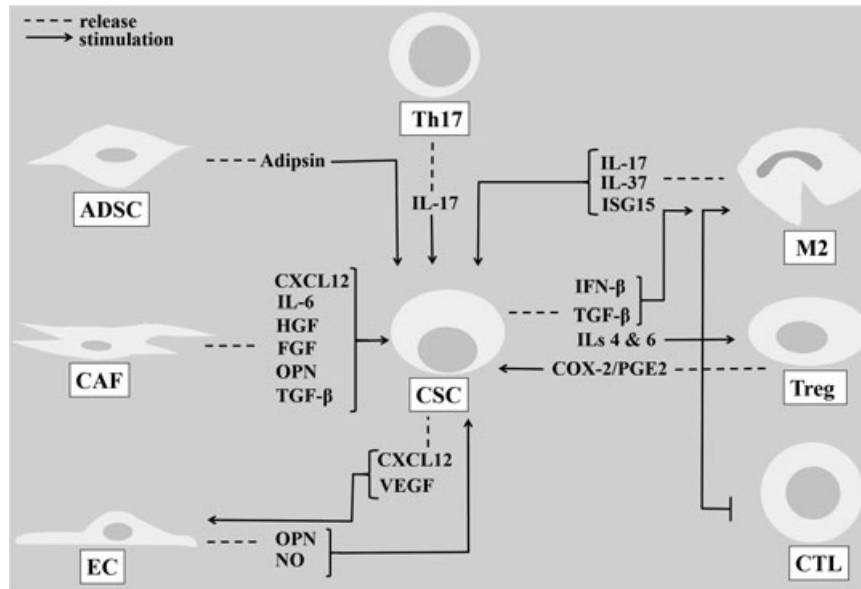 release
stimulation
Th17
ADSC
Adipsin
IL-17
IL-17
IL-37
ISG15
M2
CAF
CXCL12
IL-6
HGF
FGF
OPN
TGF-β
CSC
IFN-β
TGF-β
ILs 4 & 6
COX-2/PGE2
Treg
CXCL12
VEGF
EC
OPN
NO
CTL